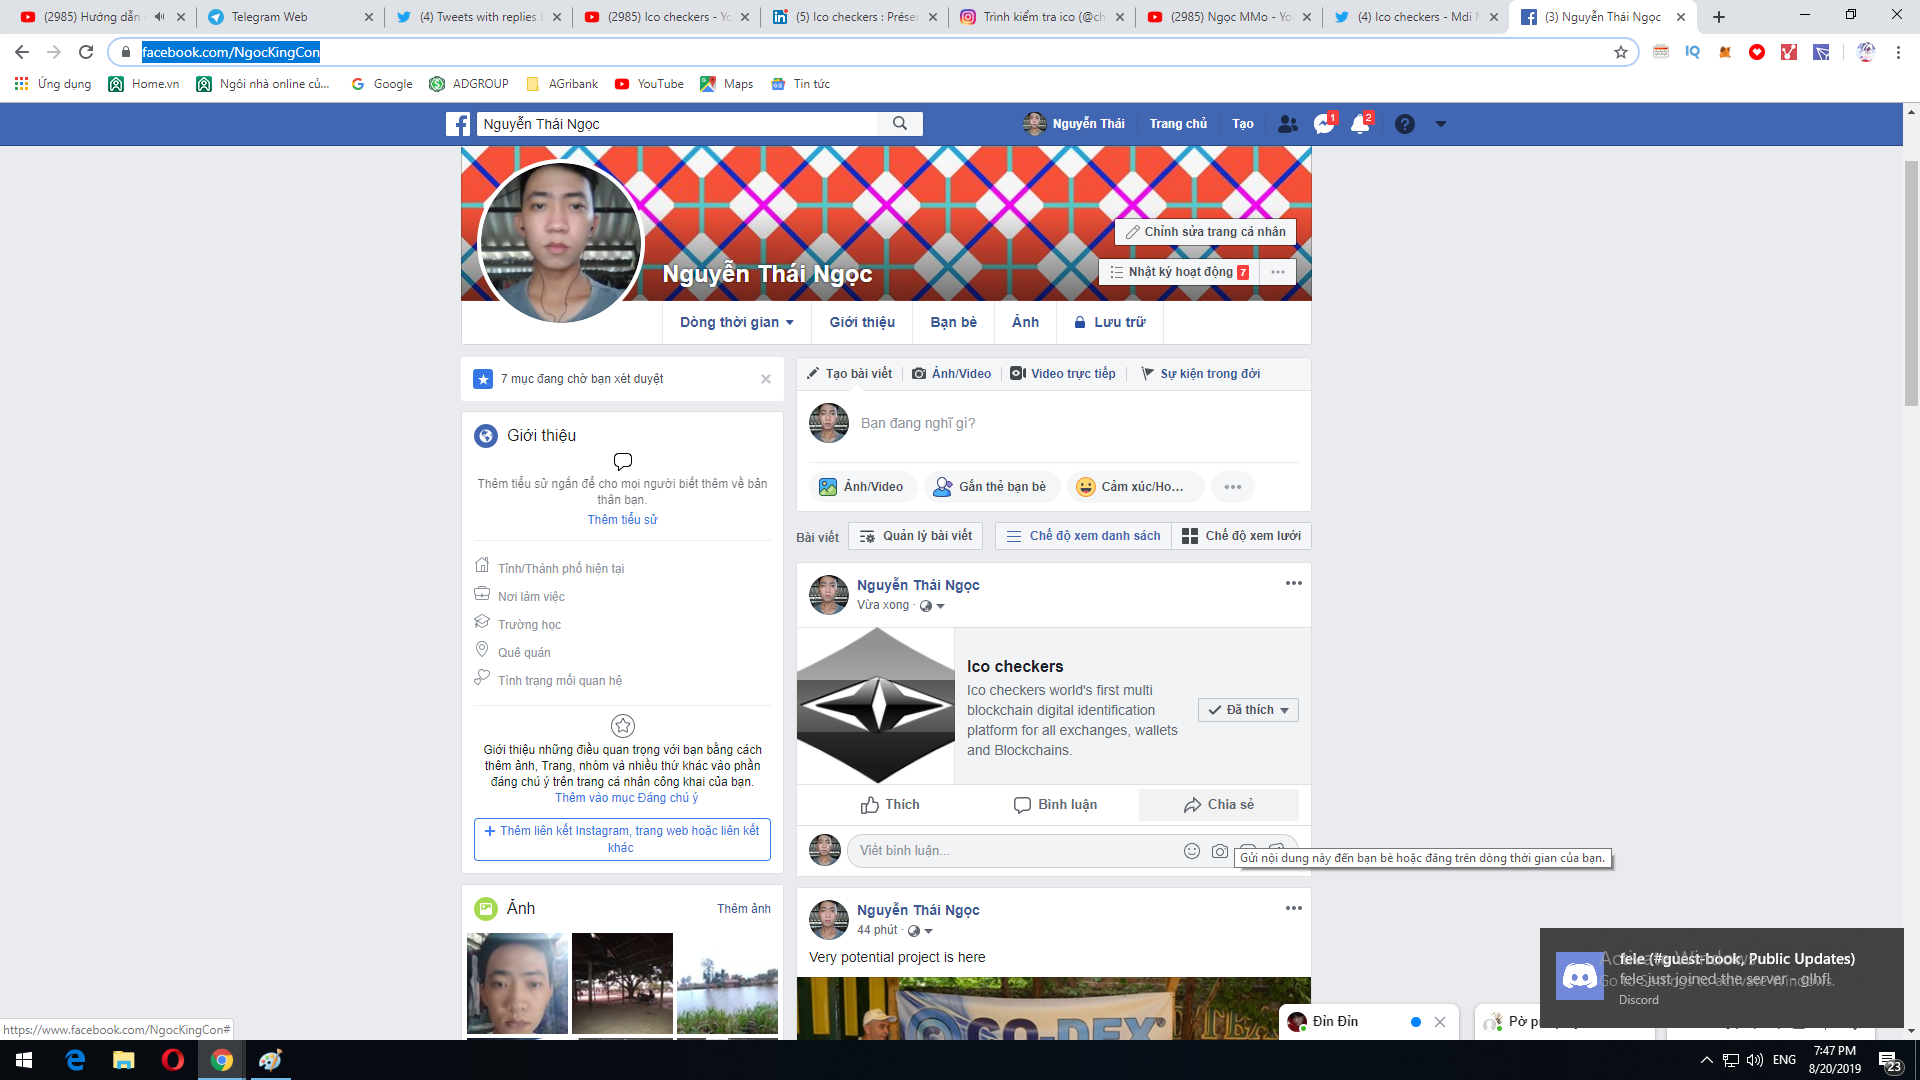 (2985) Hướng dẫn
Telegram Web
(4) Tweets with replies
(2985) Ico checkers - Yo
(5) Ico checkers : Présen
Trình kiểm tra ico (@ch
(2985) Ngọc MMo - Yo
(4) Ico checkers - Mdi N
(3) Nguyễn Thái Ngọc
facebook.com/NgocKingCon
Ứng dụng
Home.vn
Ngôi nhà online củ...
Google
ADGROUP
AGribank
YouTube
Maps
Tin tức
Nguyễn Thái Ngọc
Nguyễn Thái
Trang chủ
Tạo
1
2
Chỉnh sửa trang cá nhân
Nguyễn Thái Ngọc
Nhật ký hoạt động 7
Dòng thời gian
Giới thiệu
Bạn bè
Ảnh
Lưu trữ
7 mục đang chờ bạn xét duyệt
Giới thiệu
Thêm tiểu sử ngắn để cho mọi người biết thêm về bản
thân bạn.
Thêm tiểu sử
Tỉnh/Thành phố hiện tại
Nơi làm việc
Trường học
Quê quán
Tình trạng mối quan hệ
Giới thiệu những điều quan trọng với bạn bằng cách
thêm ảnh, Trang, nhóm và nhiều thứ khác vào phần
đáng chú ý trên trang cá nhân công khai của bạn.
Thêm vào mục Đáng chú ý
+ Thêm liên kết Instagram, trang web hoặc liên kết
khác
Ảnh
Thêm ảnh
Tạo bài viết
Ảnh/Video
Video trực tiếp
Sự kiện trong đời
Bạn đang nghĩ gì?
Ảnh/Video
Gắn thẻ bạn bè
Cảm xúc/Ho...
Bài viết
Quản lý bài viết
Chế độ xem danh sách
Chế độ xem lưới
Nguyễn Thái Ngọc
Vừa xong ·
Ico checkers
Ico checkers world's first multi
blockchain digital identification
platform for all exchanges, wallets
and Blockchains.
Đã thích
Thích
Bình luận
Chia sẻ
Viết bình luận...
Gửi nội dung này đến bạn bè hoặc đăng trên dòng thời gian của bạn.
Nguyễn Thái Ngọc
44 phút ·
Very potential project is here
Đin Đin
fele (#guest-book, Public Updates)
fele just joined the server - glhf!
Discord
Activate Windows
Go to Settings to activate Windows.
https://www.facebook.com/NgocKingCon#
ENG
7:47 PM
8/20/2019
23